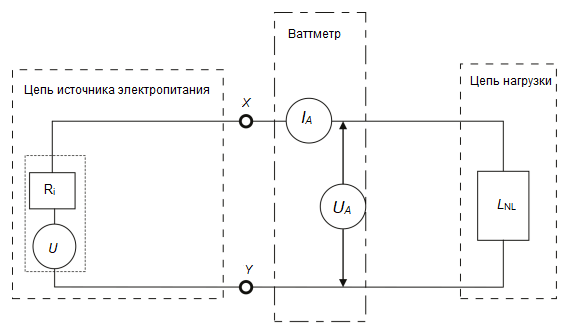 Ваттметр
Цепь источника электропитания
Цепь нагрузки
X
IA
Ri
UA
LNL
U
Y